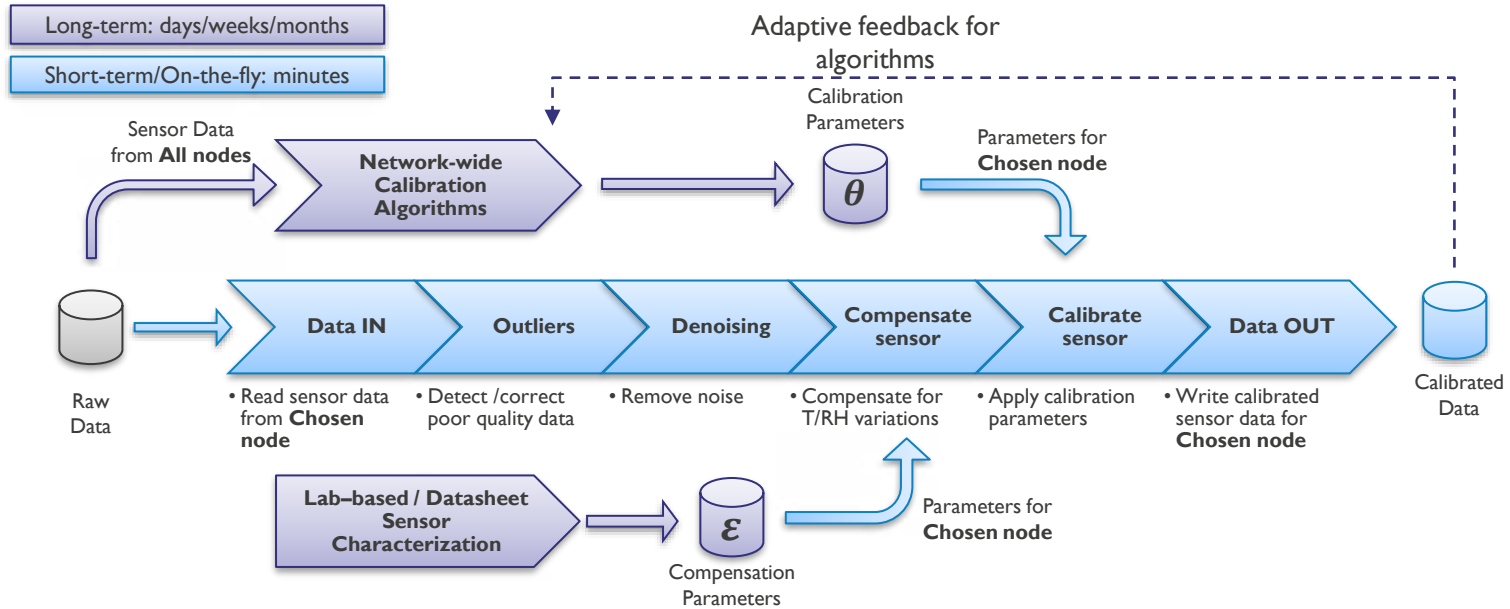 Long-term: days/weeks/months
Short-term/On-the-fly: minutes
Adaptive feedback for
algorithms
Sensor Data
from All nodes
Network-wide
Calibration
Algorithms
Calibration
Parameters
θ
Parameters for
Chosen node
Raw
Data
Data IN
Outliers
Denoising
Compensate
sensor
Calibrate
sensor
Data OUT
Calibrated
Data
• Read sensor data
from Chosen
node
• Detect /correct
poor quality data
• Remove noise
• Compensate for
T/RH variations
• Apply calibration
parameters
• Write calibrated
sensor data for
Chosen node
Lab–based / Datasheet
Sensor
Characterization
ε
Compensation
Parameters
Parameters for
Chosen node